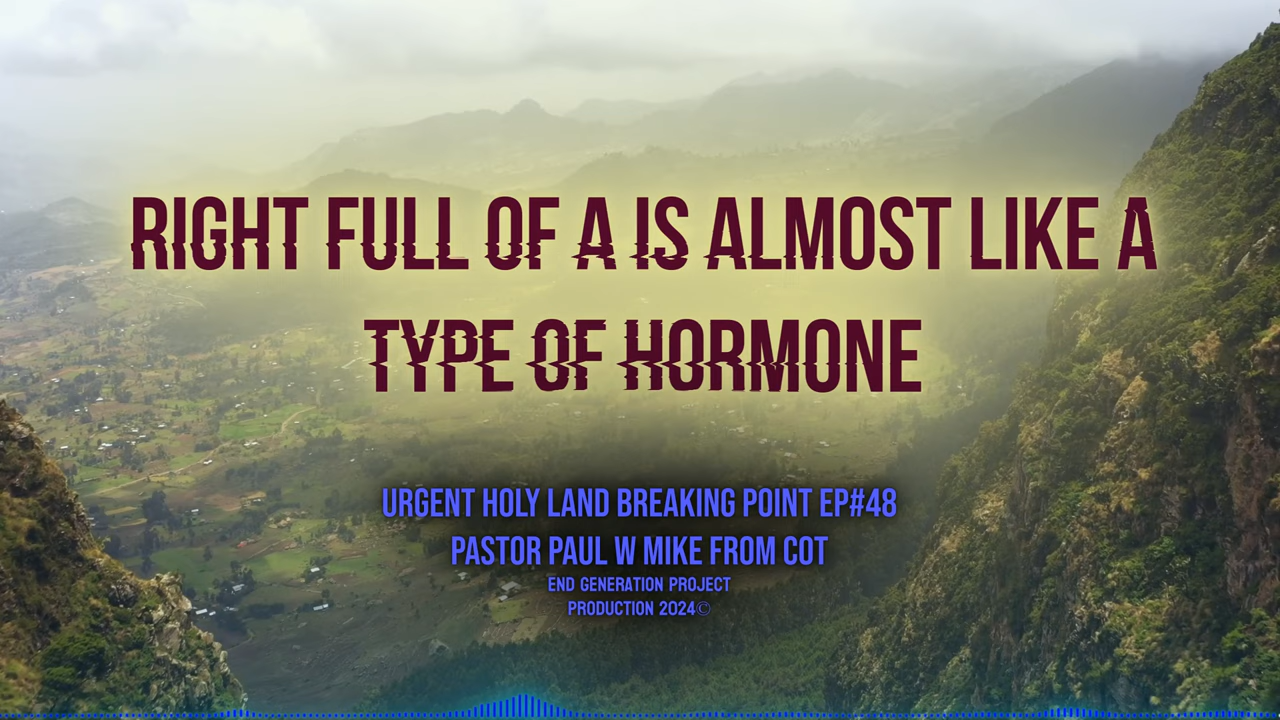 RIGHT FULL OF A IS ALMOST LIKE A
TYPE OF HORMONE
URGENT HOLY LAND BREAKING POINT EP#48
PASTOR PAUL W MIKE FROM COT
END GENERATION PROJECT
PRODUCTION 2024©